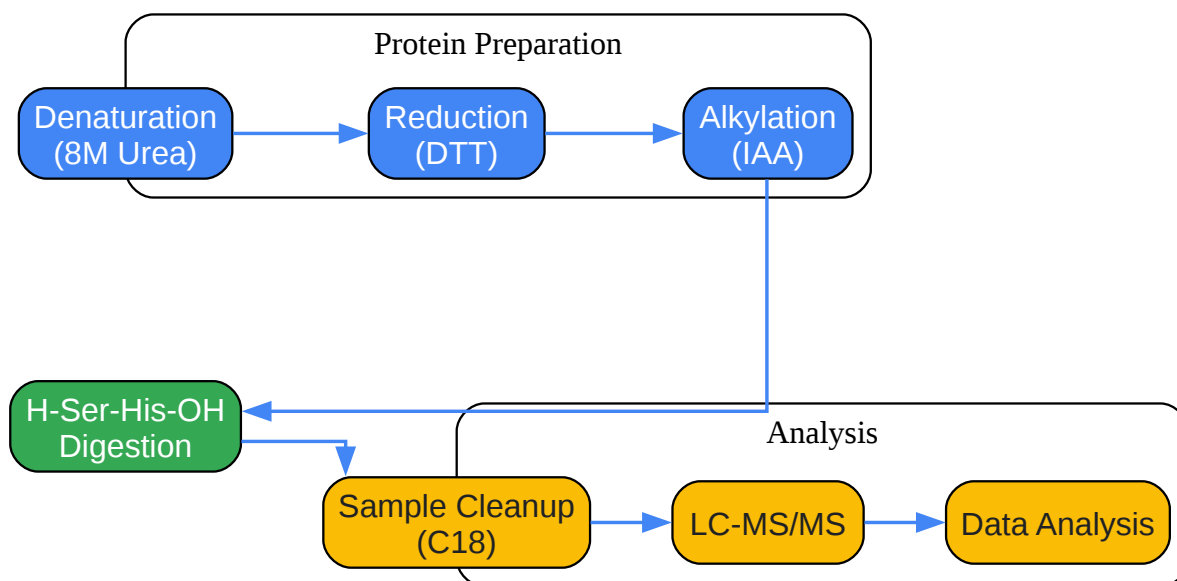 Protein Preparation
Denaturation
(8M Urea)
Reduction
(DTT)
Alkylation
(IAA)
H-Ser-His-OH
Digestion
Analysis
Sample Cleanup
(C18)
LC-MS/MS
Data Analysis